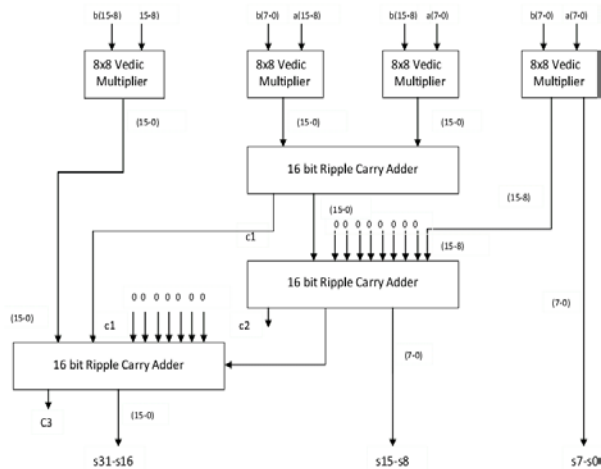 b(15-8) 15-8) b(7-0) a(15-8) b(15-8) a(7-0) b(7-0) a(7-0)
8x8 Vedic Multiplier
8x8 Vedic Multiplier
8x8 Vedic Multiplier
8x8 Vedic Multiplier
(15-0) (15-0) (15-0)
16 bit Ripple Carry Adder
(15-8)
(15-0)
0 0 0 0 0 0 0 0
c1
(15-8)
16 bit Ripple Carry Adder
(7-0)
0 0 0 0 0 0 0
(15-0) c1 c2
(7-0)
16 bit Ripple Carry Adder
C3 (15-0)
s31-s16 s15-s8 s7-s0